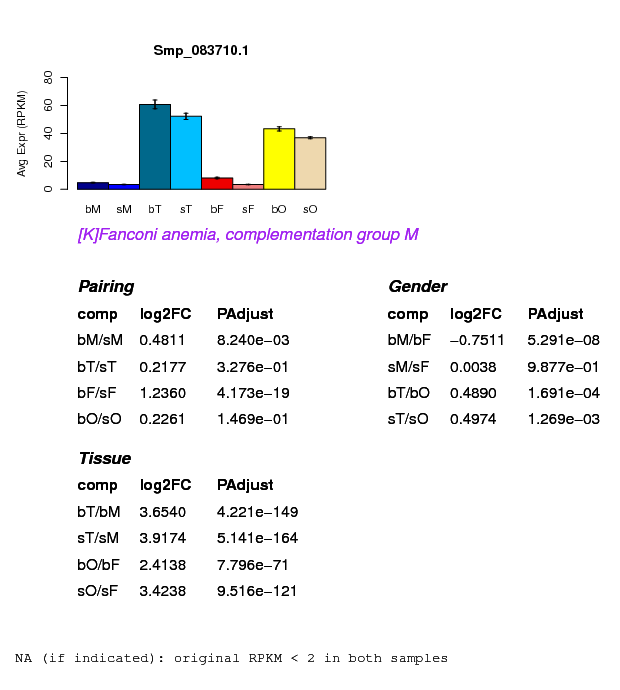 Smp_083710.1
Avg Expr (RPKM)
80
60
40
20
0
bM sM bT sT bF sF bO sO
[K]Fanconi anemia, complementation group M
Pairing
comp log2FC PAdjust
bM/sM 0.4811 8.240e−03
bT/sT 0.2177 3.276e−01
bF/sF 1.2360 4.173e−19
bO/sO 0.2261 1.469e−01
Gender
comp log2FC PAdjust
bM/bF −0.7511 5.291e−08
sM/sF 0.0038 9.877e−01
bT/bO 0.4890 1.691e−04
sT/sO 0.4974 1.269e−03
Tissue
comp log2FC PAdjust
bT/bM 3.6540 4.221e−149
sT/sM 3.9174 5.141e−164
bO/bF 2.4138 7.796e−71
sO/sF 3.4238 9.516e−121
NA (if indicated): original RPKM < 2 in both samples